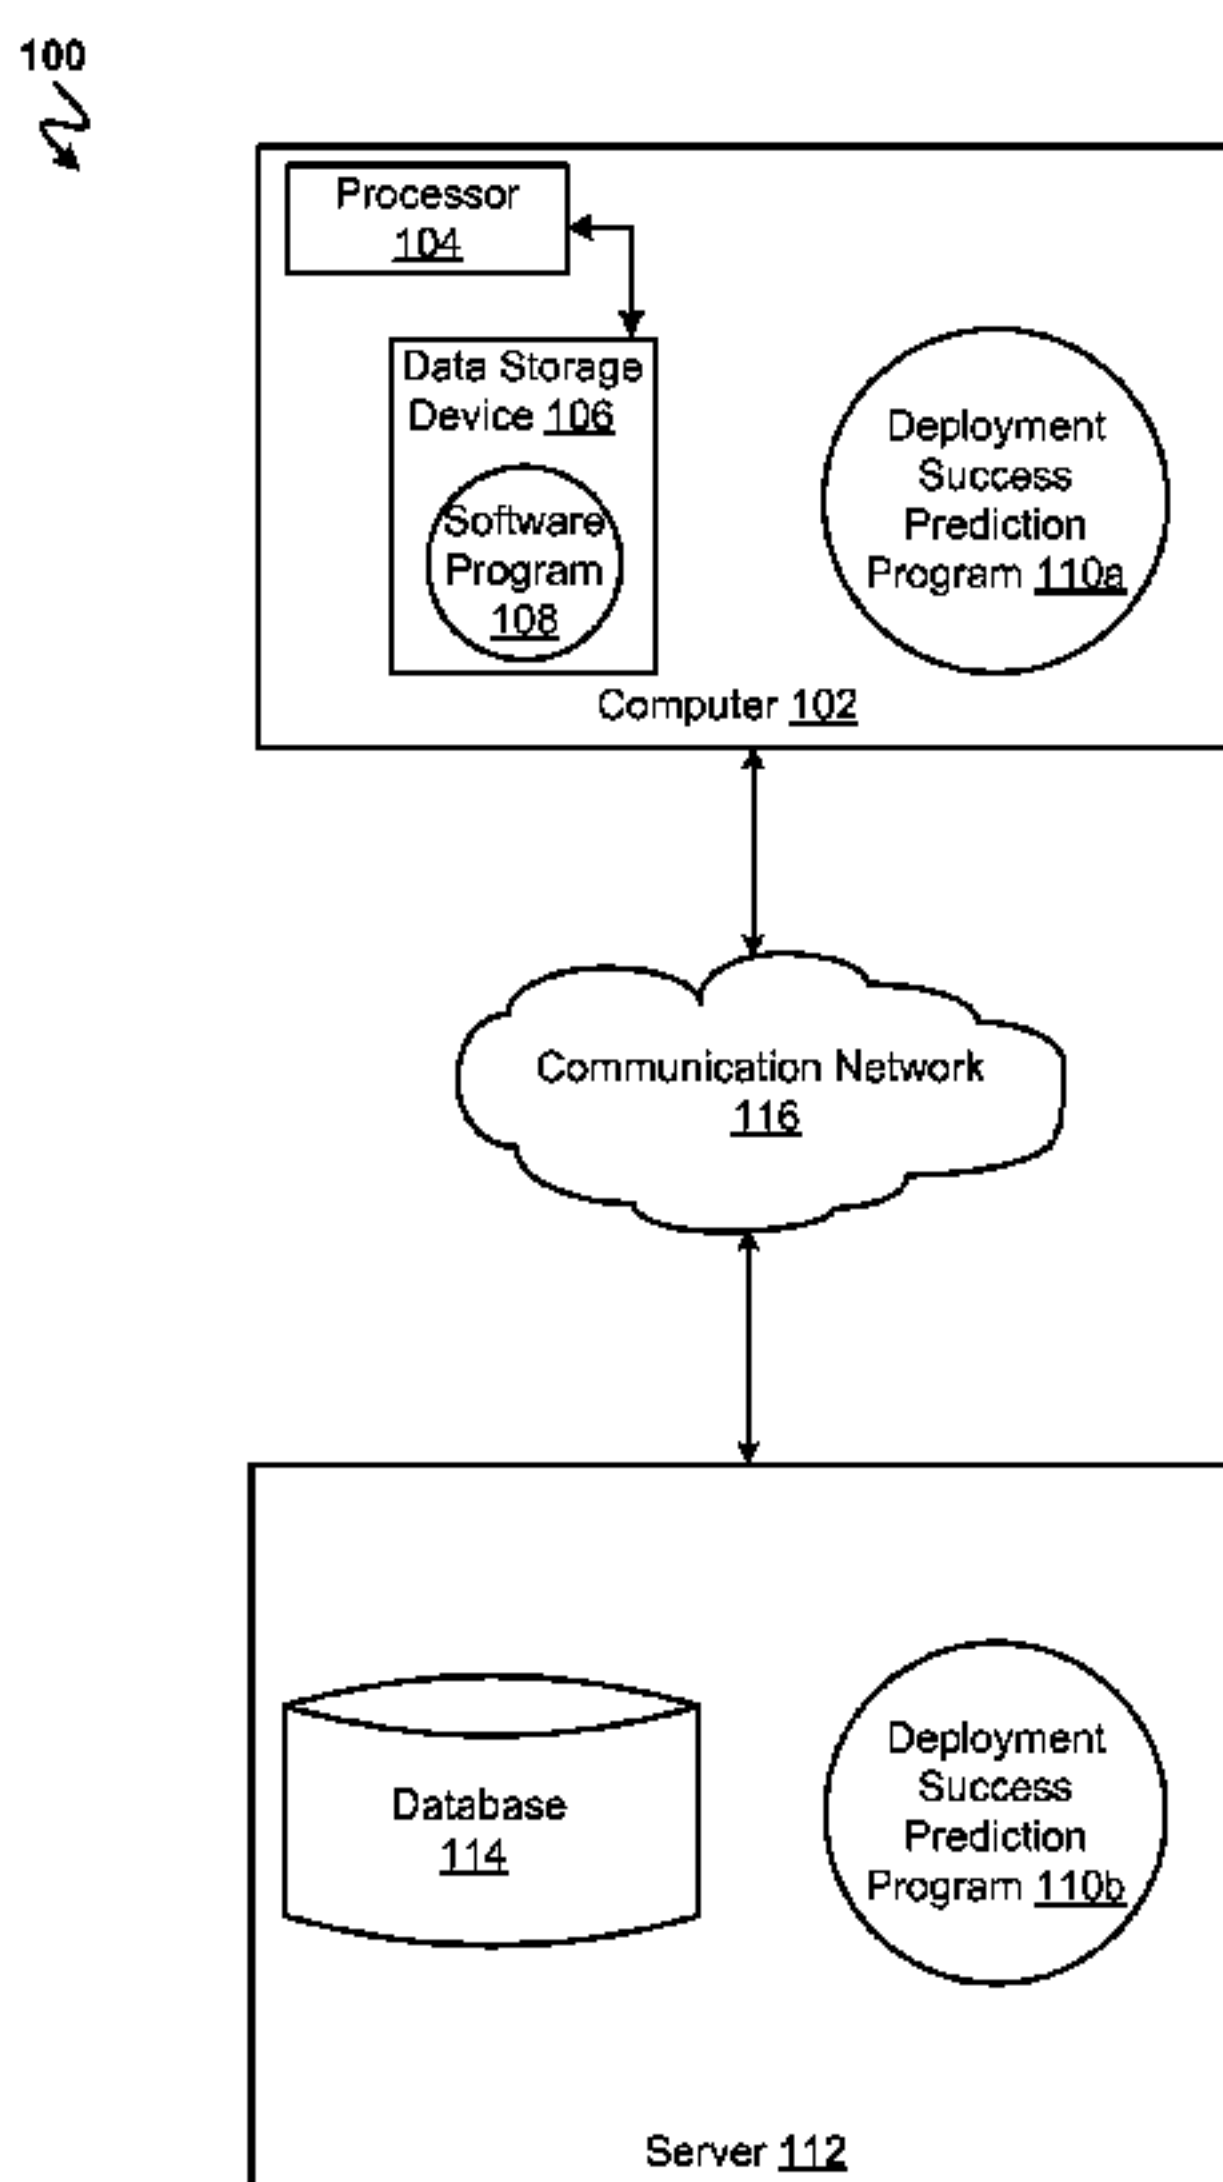 100
Processor
104
Data Storage
Device 106
Software
Program
108
Deployment
Success
Prediction
Program 110a
Computer 102
Communication Network
116
Database
114
Deployment
Success
Prediction
Program 110b
Server 112